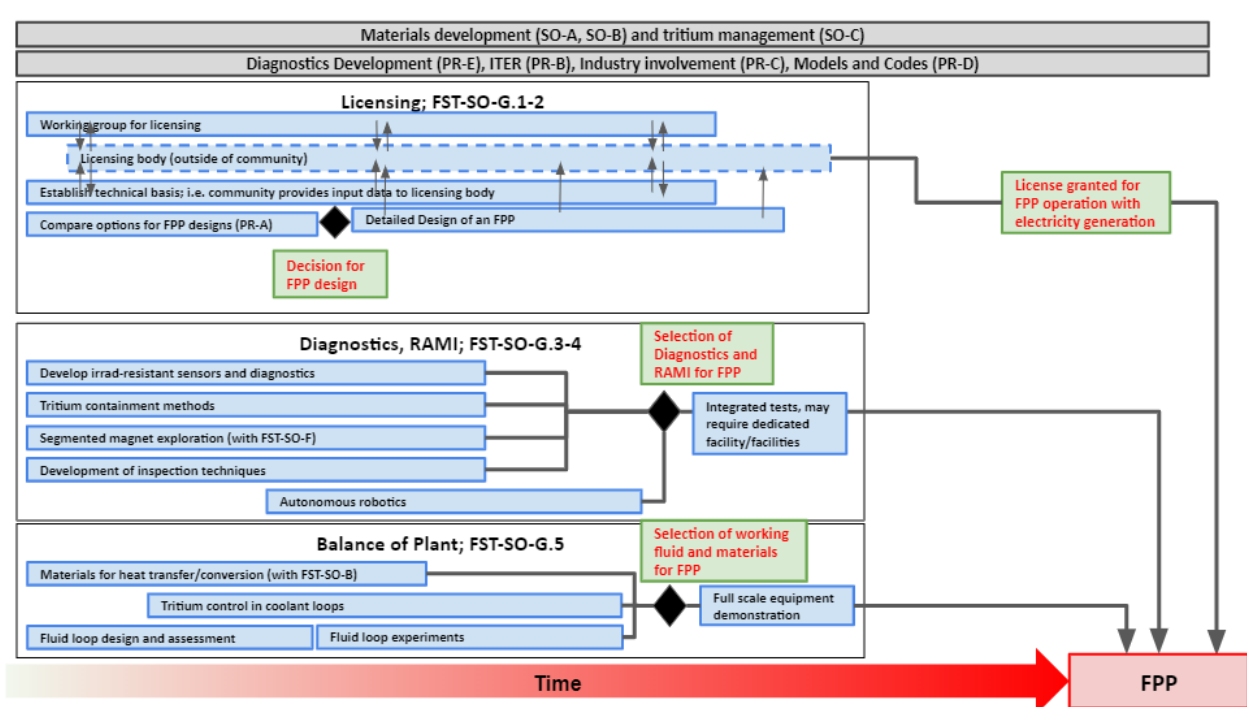 Materials development (SO-A, SO-B) and tritium management (SO-C)
Diagnostics Development (PR-E), ITER (PR-B), Industry involvement (PR-C), Models and Codes (PR-D)
Licensing; FST-SO-G.1-2
Working group for licensing
Licensing body (outside of community)
Establish technical basis; i.e. community provides input data to licensing body
Compare options for FPP designs (PR-A)
Detailed Design of an FPP
Decision for
FPP design
License granted for
FPP operation with
electricity generation
Diagnostics, RAMI; FST-SO-G.3-4
Selection of
Diagnostics and
RAMI for FPP
Develop irrad-resistant sensors and diagnostics
Tritium containment methods
Segmented magnet exploration (with FST-SO-F)
Development of inspection techniques
Autonomous robotics
Integrated tests, may
require dedicated
facility/facilities
Balance of Plant; FST-SO-G.5
Selection of working
fluid and materials
for FPP
Materials for heat transfer/conversion (with FST-SO-B)
Tritium control in coolant loops
Fluid loop design and assessment
Fluid loop experiments
Full scale equipment
demonstration
Time
FPP